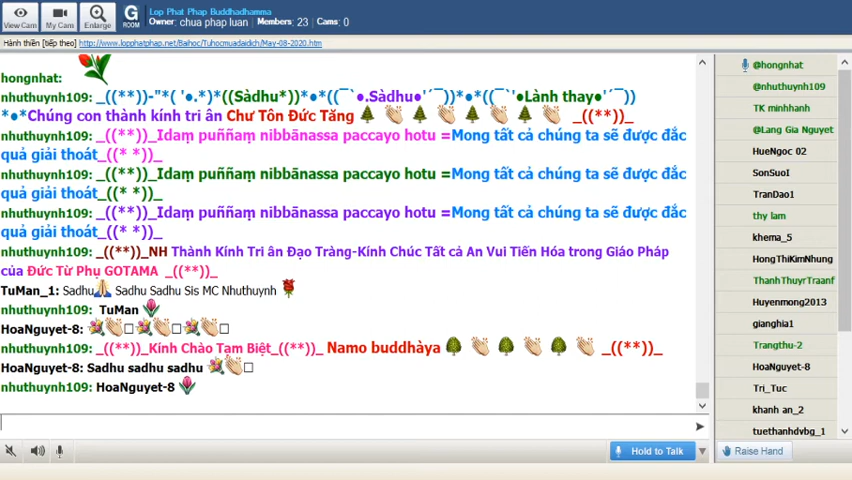 Lop Phat Phap Buddhadhamma
Owner: chua phap luan Members: 23 Cams: 0
View Cam
My Cam
Enlarge
G
ROOM
Hành thiền [tiếp theo] http://www.lopphatphap.net/Baihoc/Tuhocmuadaidich/May-08-2020.htm
hongnhat:
nhuthuynh109: _((**))-"*( '●.*)*((Sàdhu*))*●*((¯`●.Sàdhu●'´¯))*●*((¯`'●Lành thay●'´¯))
*●*Chúng con thành kính tri ân Chư Tôn Đức Tăng 🌲 👏 🌲 👏 🌲 👏 🌲 👏 _((**))_
nhuthuynh109: _((**))_Idaṃ puññaṃ nibbānassa paccayo hotu =Mong tất cả chúng ta sẽ được đắc
quả giải thoát_((* *))_
nhuthuynh109: _((**))_Idaṃ puññaṃ nibbānassa paccayo hotu =Mong tất cả chúng ta sẽ được đắc
quả giải thoát_((* *))_
nhuthuynh109: _((**))_Idaṃ puññaṃ nibbānassa paccayo hotu =Mong tất cả chúng ta sẽ được đắc
quả giải thoát_((* *))_
nhuthuynh109: _((**))_NH Thành Kính Tri ân Đạo Tràng-Kính Chúc Tất cả An Vui Tiến Hóa trong Giáo Pháp
của Đức Từ Phụ GOTAMA _((**))_
TuMan_1: Sadhu🙏 Sadhu Sadhu Sis MC Nhuthuynh 🌹
nhuthuynh109: TuMan 🌷
HoaNguyet-8: 💐👏□💐👏□💐👏□
nhuthuynh109: _((**))_Kính Chào Tạm Biệt_((**))_ Namo buddhàya 🌳 👏 🌳 👏 🌳 👏 _((**))_
HoaNguyet-8: Sadhu sadhu sadhu 💐👏□
nhuthuynh109: HoaNguyet-8 🌷
Hold to Talk
@hongnhat
@nhuthuynh109
TK minhhanh
@Lang Gia Nguyet
HueNgoc 02
SonSuoI
TranDao1
thy lam
khema_5
HongThiKimNhung
ThanhThuyrTraanf
Huyenmong2013
gianghia1
Trangthu-2
HoaNguyet-8
Tri_Tuc
khanh an_2
tuethanhdvbg_1
Raise Hand